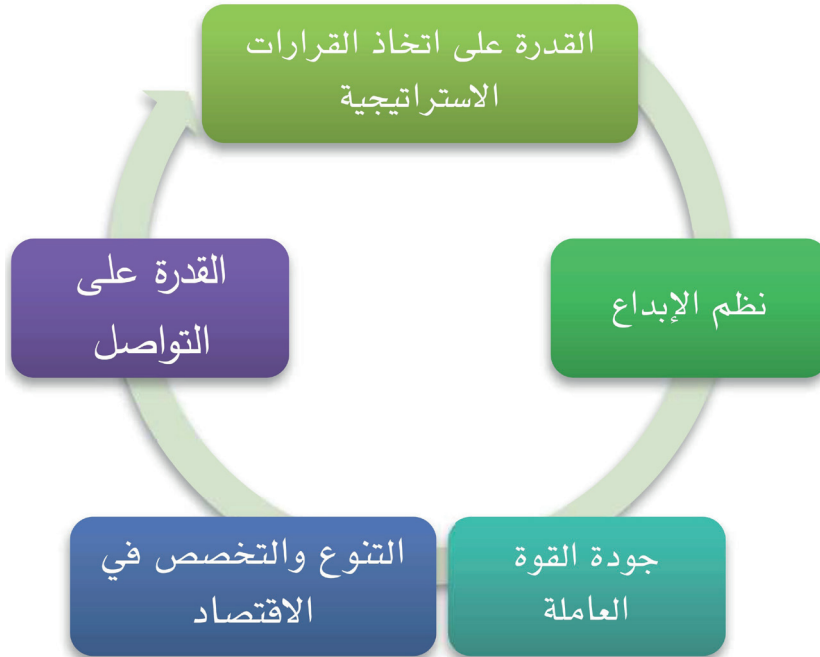 القدرة على اتخاذ القرارات
الاستراتيجية
نظم الإبداع
جودة القوة
العاملة
التنوع والتخصص في
الاقتصاد
القدرة على
التواصل